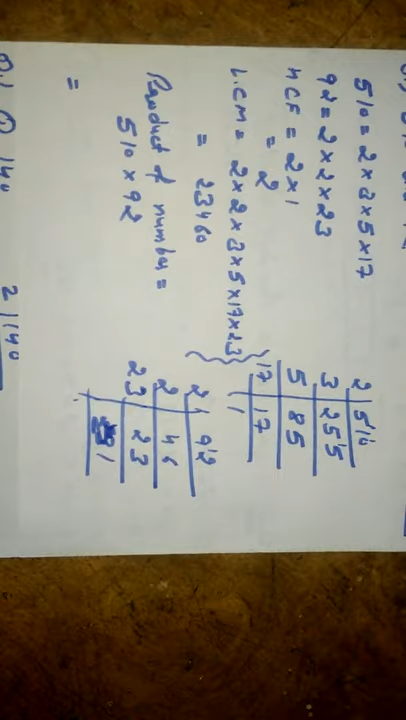 510 = 2×3×5×17
92 = 2×2×23
HCF = 2×1
= 2
LCM = 2×2×3×5×17×23
= 23460
Product of number =
510 × 92
=
2 | 510
3 | 255
5 | 85
17 | 17
1
2 | 92
2 | 46
23 | 23
1
140
2 | 140